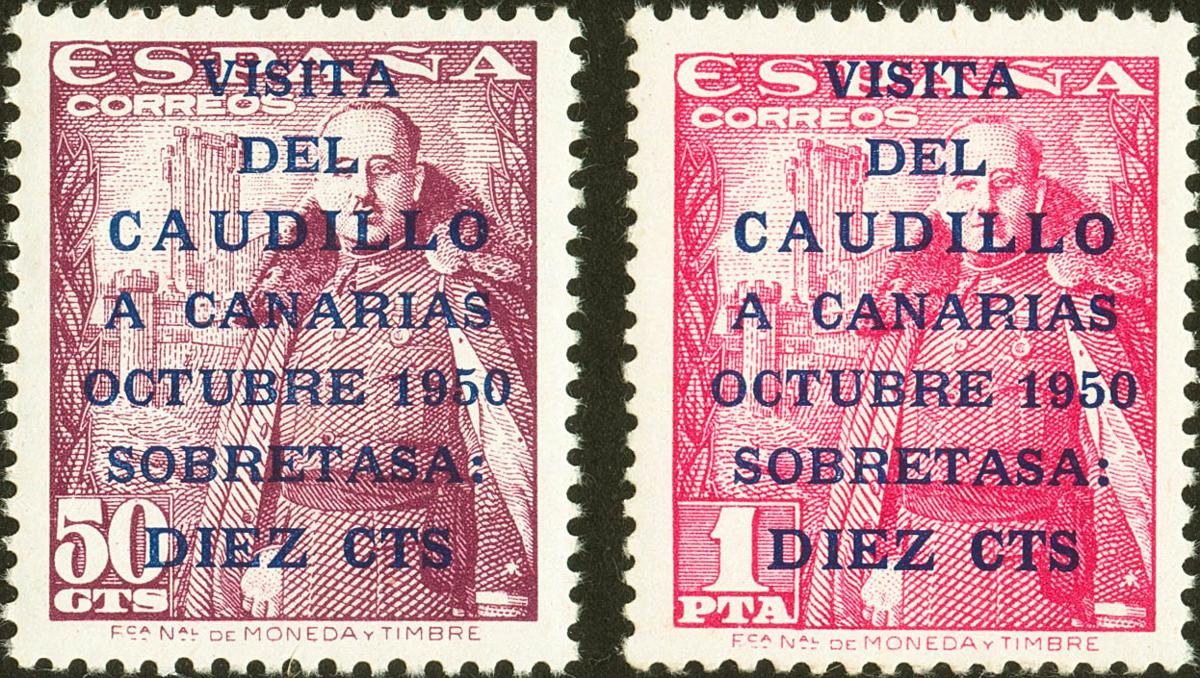 ESPAÑA
CORREOS
VISITA
DEL
CAUDILLO
A CANARIAS
OCTUBRE 1950
SOBRETASA:
DIEZ CTS
50
CTS
FCA NAL DE MONEDA Y TIMBRE
ESPAÑA
CORREOS
VISITA
DEL
CAUDILLO
A CANARIAS
OCTUBRE 1950
SOBRETASA:
DIEZ CTS
1
PTA
FCA NAL DE MONEDA Y TIMBRE